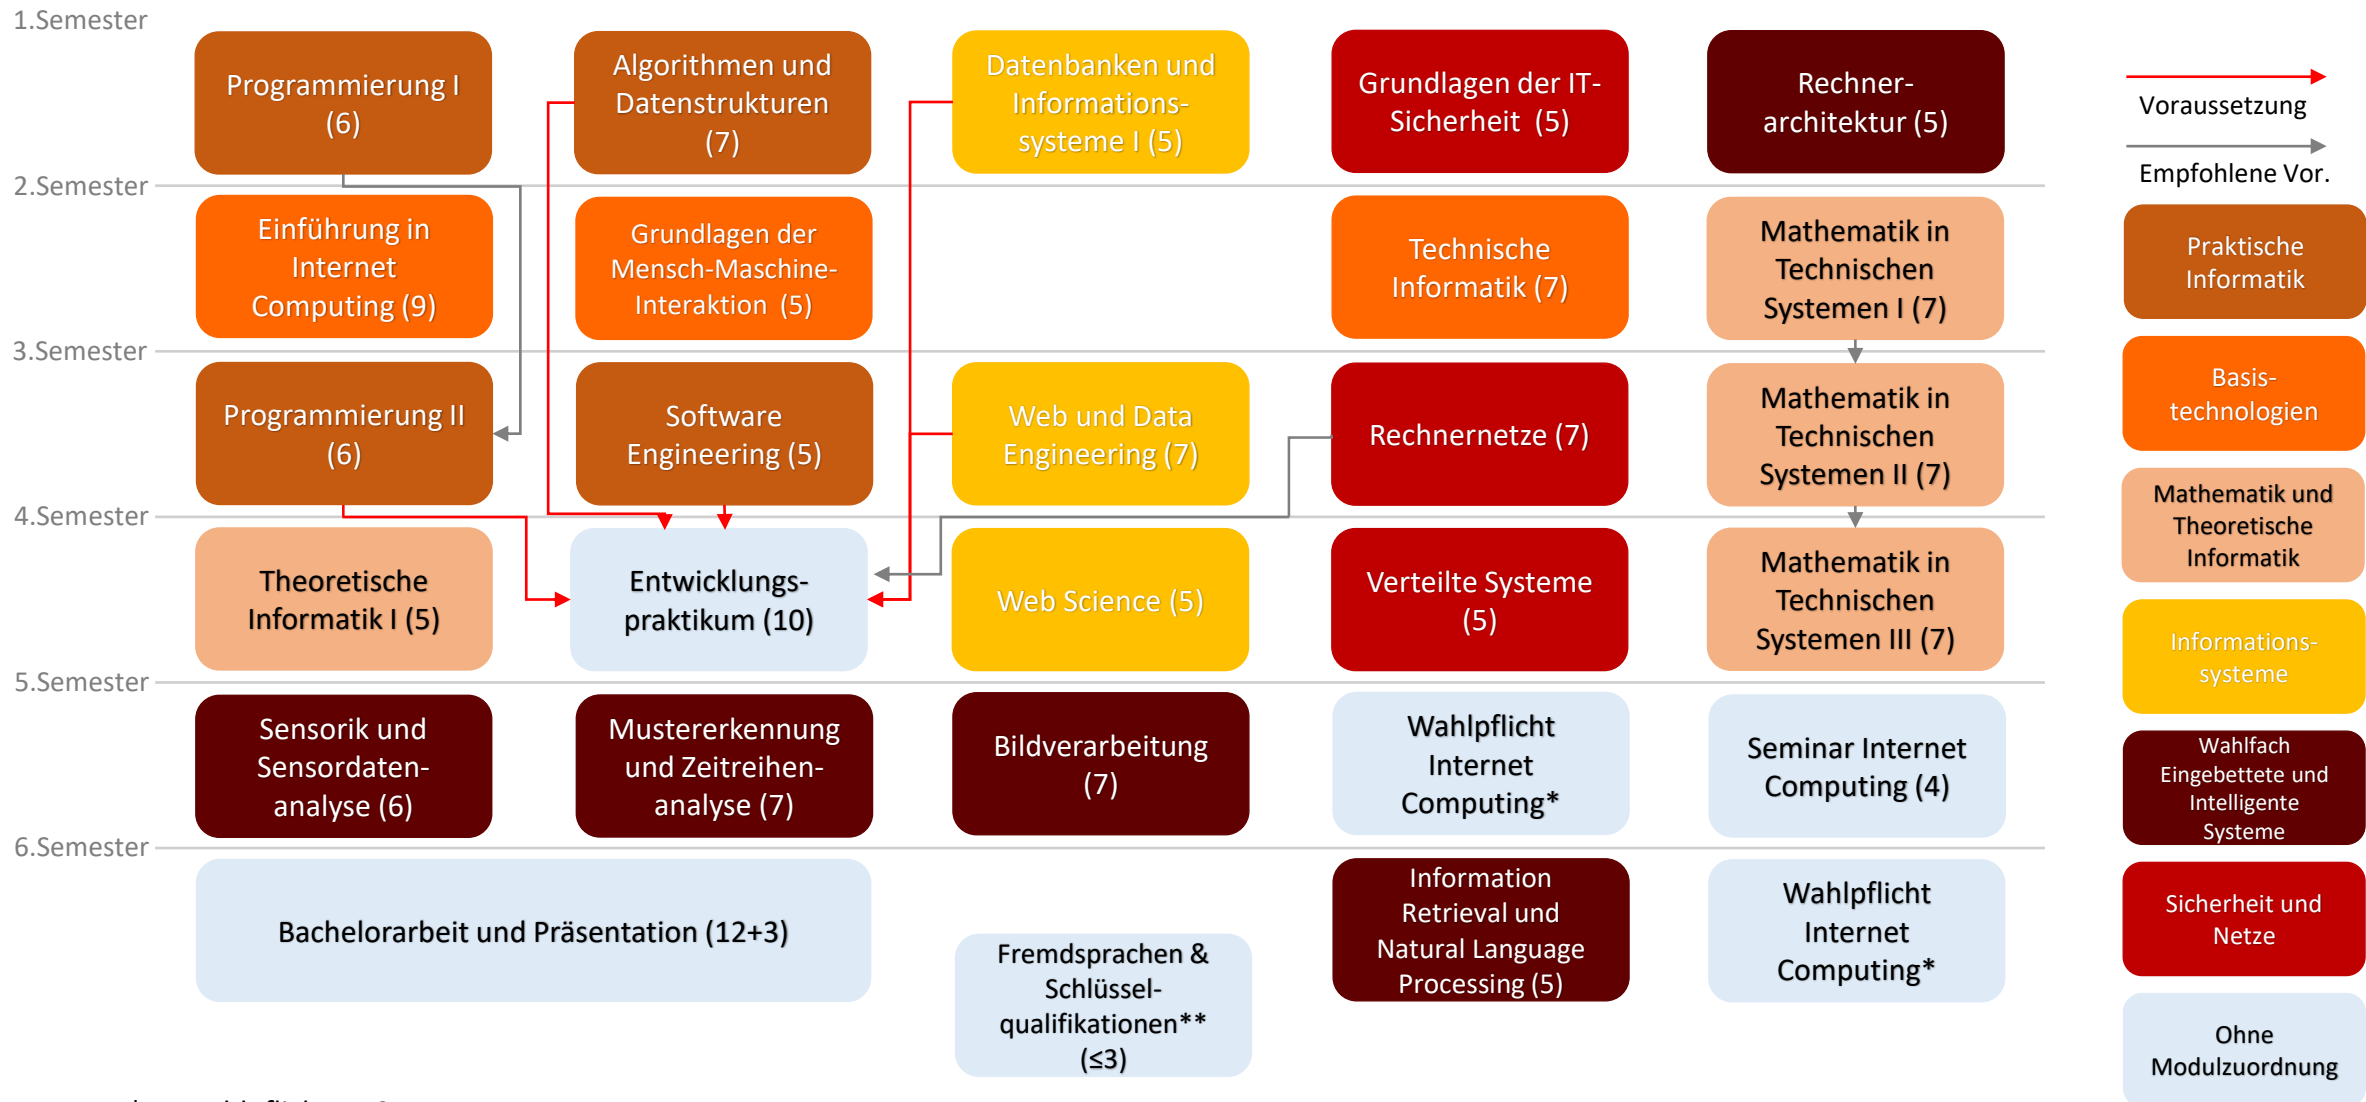 1.Semester
Programmierung I
(6)
Algorithmen und
Datenstrukturen
(7)
Datenbanken und
Informations-
systeme I (5)
Grundlagen der IT-
Sicherheit (5)
Rechner-
architektur (5)
2.Semester
Einführung in
Internet
Computing (9)
Grundlagen der
Mensch-Maschine-
Interaktion (5)
Technische
Informatik (7)
Mathematik in
Technischen
Systemen I (7)
3.Semester
Programmierung II
(6)
Software
Engineering (5)
Web und Data
Engineering (7)
Rechnernetze (7)
Mathematik in
Technischen
Systemen II (7)
4.Semester
Theoretische
Informatik I (5)
Entwicklungs-
praktikum (10)
Web Science (5)
Verteilte Systeme
(5)
Mathematik in
Technischen
Systemen III (7)
5.Semester
Sensorik und
Sensordaten-
analyse (6)
Mustererkennung
und Zeitreihen-
analyse (7)
Bildverarbeitung
(7)
Wahlpflicht
Internet
Computing*
Seminar Internet
Computing (4)
6.Semester
Bachelorarbeit und Präsentation (12+3)
Fremdsprachen &
Schlüssel-
qualifikationen**
(≤3)
Information
Retrieval und
Natural Language
Processing (5)
Wahlpflicht
Internet
Computing*
Voraussetzung
Empfohlene Vor.
Praktische
Informatik
Basis-
technologien
Mathematik und
Theoretische
Informatik
Informations-
systeme
Wahlfach
Eingebettete und
Intelligente
Systeme
Sicherheit und
Netze
Ohne
Modulzuordnung